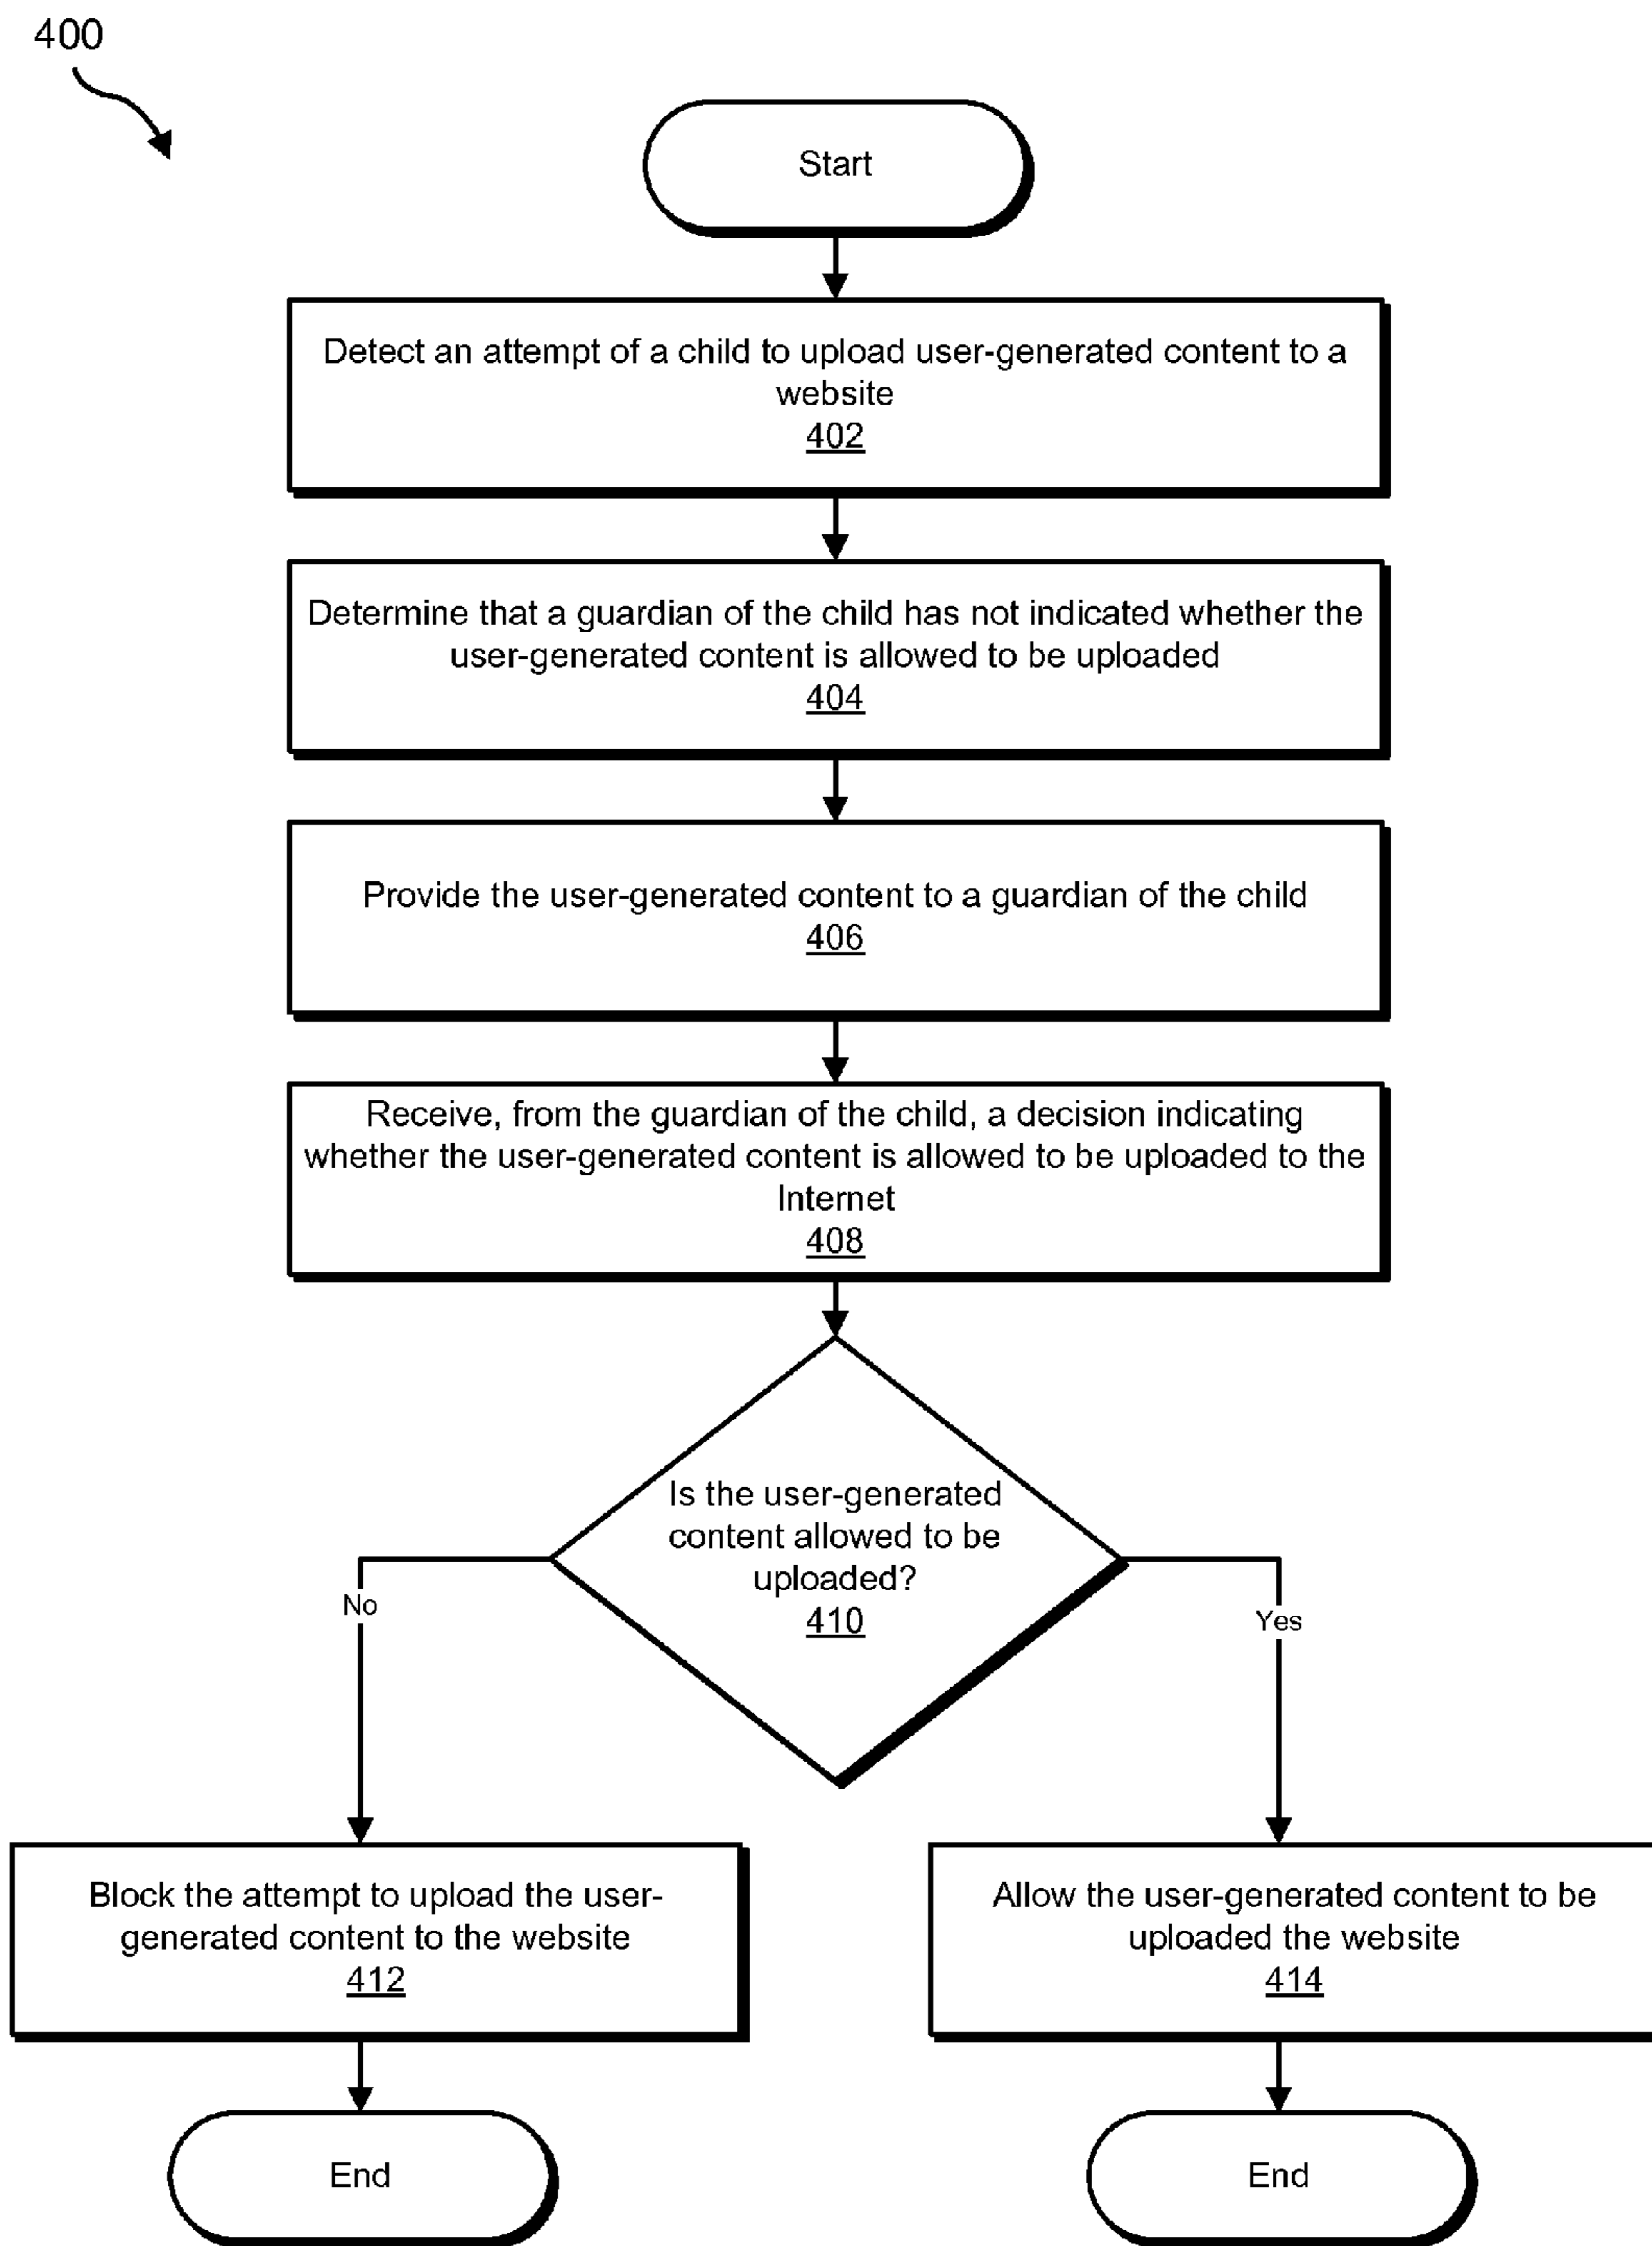 400
Start
Detect an attempt of a child to upload user-generated content to a
website
402
Determine that a guardian of the child has not indicated whether the
user-generated content is allowed to be uploaded
404
Provide the user-generated content to a guardian of the child
406
Receive, from the guardian of the child, a decision indicating
whether the user-generated content is allowed to be uploaded to the
Internet
408
Is the user-generated
content allowed to be
uploaded?
410
No
Yes
Block the attempt to upload the user-
generated content to the website
412
Allow the user-generated content to be
uploaded the website
414
End
End